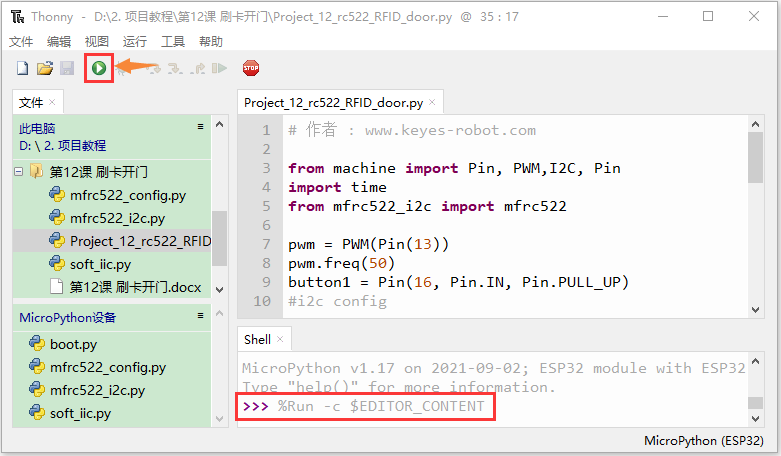 Thonny - D:\2. 项目教程\第12课 刷卡开门\Project_12_rc522_RFID_door.py @ 35 : 17
文件 编辑 视图 运行 工具 帮助
STOP
文件
此电脑
D: \ 2. 项目教程
第12课 刷卡开门
mfrc522_config.py
mfrc522_i2c.py
Project_12_rc522_RFID
soft_iic.py
第12课 刷卡开门.docx
MicroPython设备
boot.py
mfrc522_config.py
mfrc522_i2c.py
soft_iic.py
Project_12_rc522_RFID_door.py
1 # 作者 : www.keyes-robot.com
2
3 from machine import Pin, PWM,I2C, Pin
4 import time
5 from mfrc522_i2c import mfrc522
6
7 pwm = PWM(Pin(13))
8 pwm.freq(50)
9 button1 = Pin(16, Pin.IN, Pin.PULL_UP)
10 #i2c config
Shell
MicroPython v1.17 on 2021-09-02; ESP32 module with ESP32
Type "help()" for more information.
>>> %Run -c $EDITOR_CONTENT
MicroPython (ESP32)